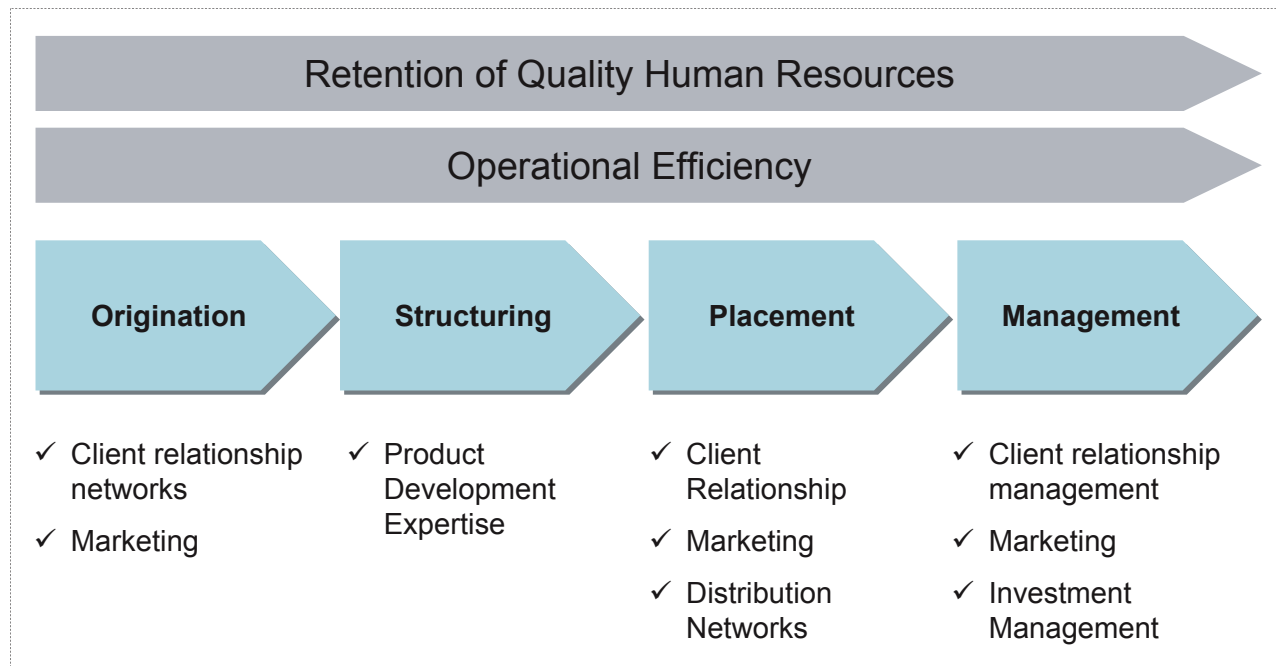 Retention of Quality Human Resources
Operational Efficiency
Origination
Structuring
Placement
Management
✓ Client relationship
networks
✓ Marketing
✓ Product
Development
Expertise
✓ Client
Relationship
✓ Marketing
✓ Distribution
Networks
✓ Client relationship
management
✓ Marketing
✓ Investment
Management